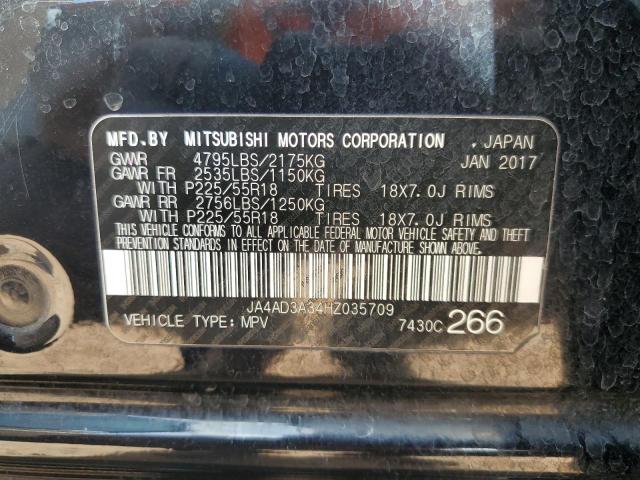 MFD.BY MITSUBISHI MOTORS CORPORATION . JAPAN
GVWR 4795LBS/2175KG JAN 2017
GAWR FR 2535LBS/1150KG
WITH P225/55R18 TIRES 18X7.0J RIMS
GAWR RR 2756LBS/1250KG
WITH P225/55R18 TIRES 18X7.0J RIMS
THIS VEHICLE CONFORMS TO ALL APPLICABLE FEDERAL MOTOR VEHICLE SAFETY AND THEFT
PREVENTION STANDARDS IN EFFECT ON THE DATE OF MANUFACTURE SHOWN ABOVE.
JA4AD3A34HZ035709
VEHICLE TYPE: MPV 7430C 266